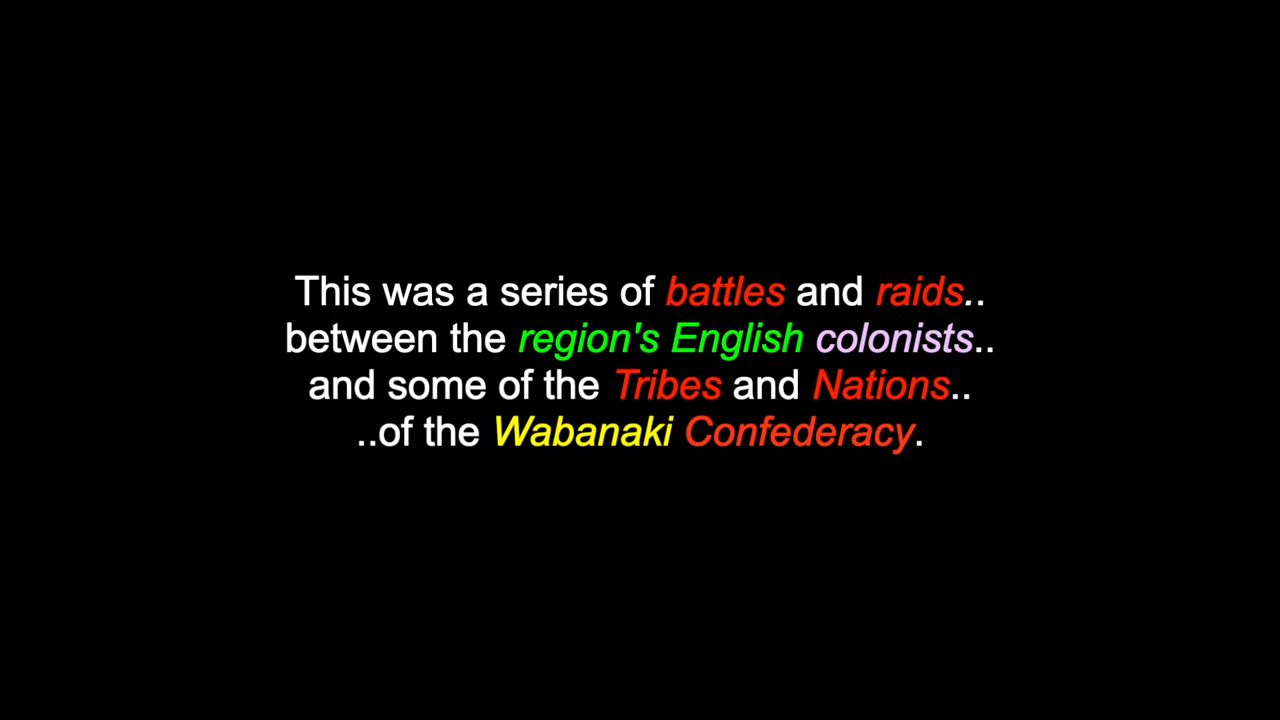 This was a series of battles and raids..
between the region's English colonists..
and some of the Tribes and Nations..
..of the Wabanaki Confederacy.